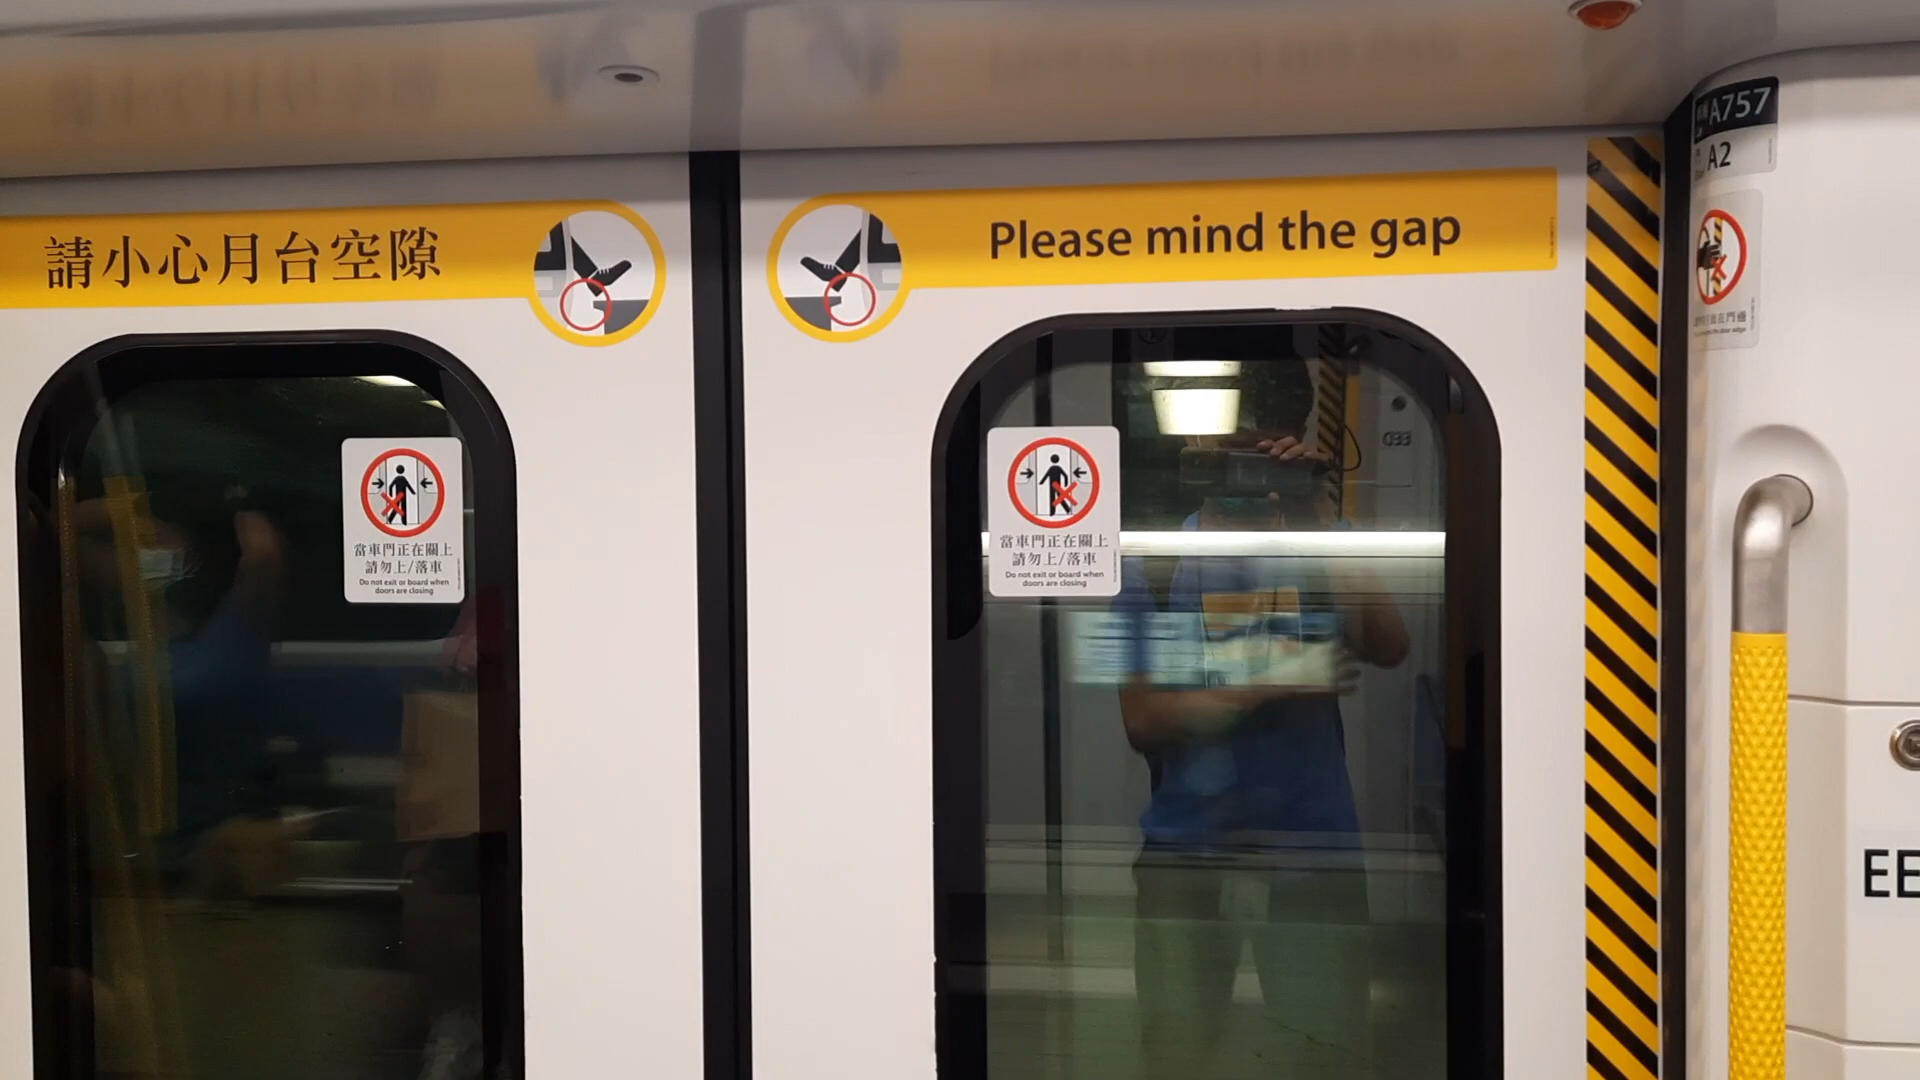 請小心月台空隙
Please mind the gap
A757
A2
當車門正在關上
請勿上/落車
Do not exit or board when
doors are closing
當車門正在關上
請勿上/落車
Do not exit or board when
doors are closing
EE